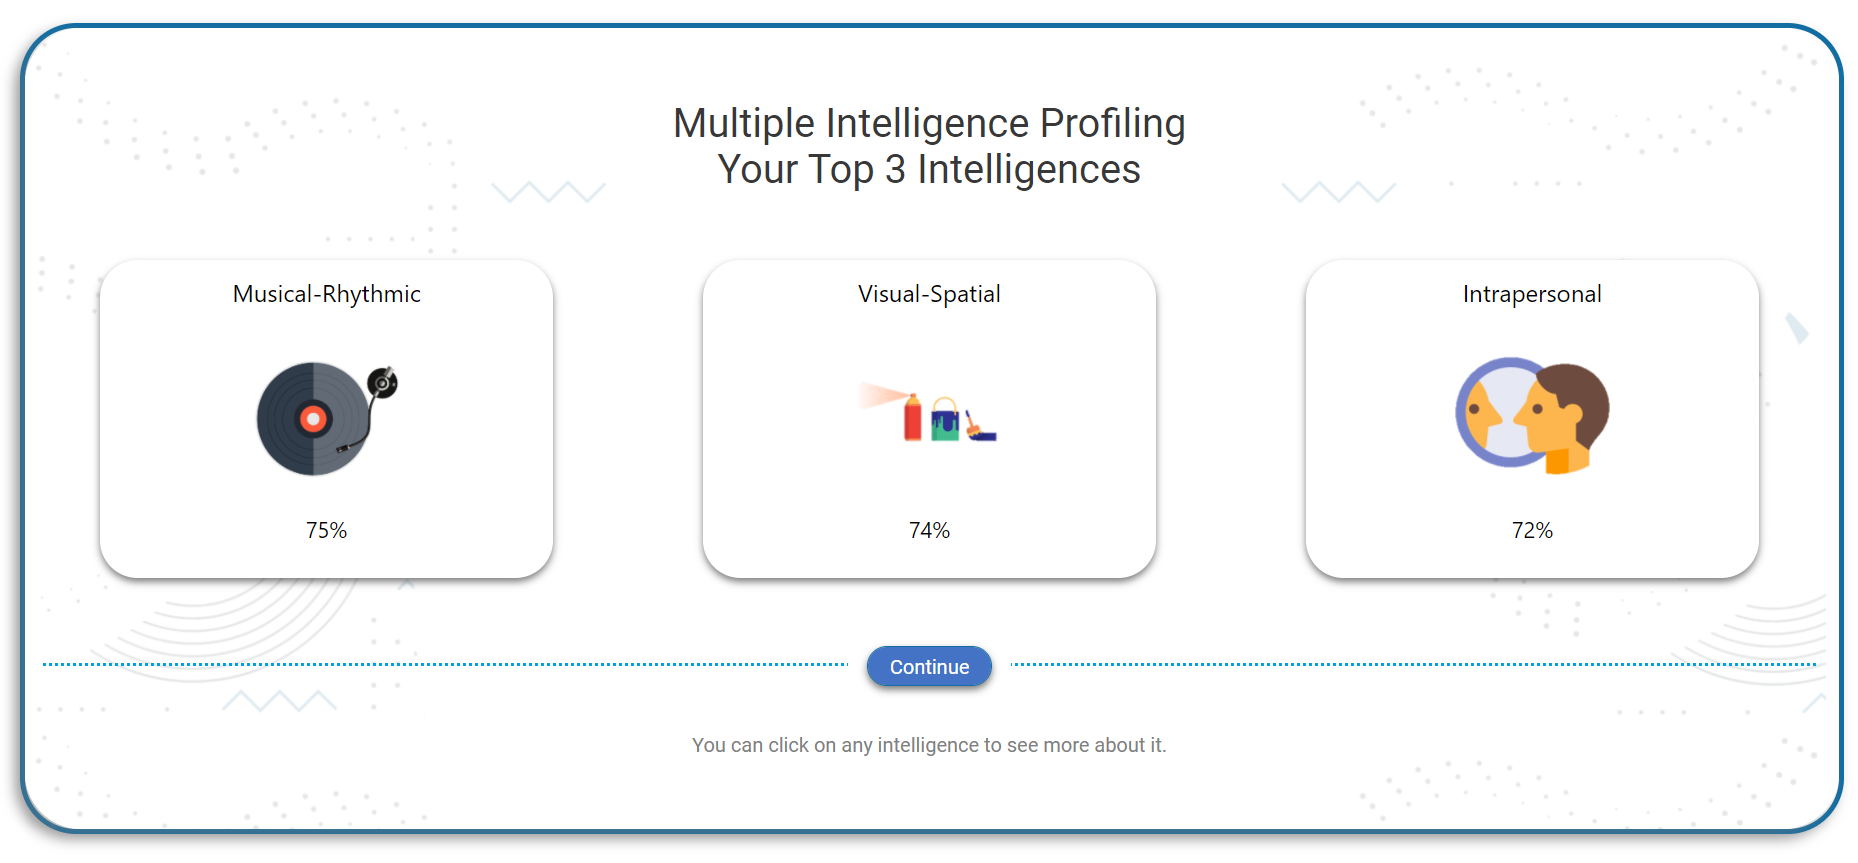 Multiple Intelligence Profiling
Your Top 3 Intelligences
Musical-Rhythmic
75%
Visual-Spatial
74%
Intrapersonal
72%
Continue
You can click on any intelligence to see more about it.